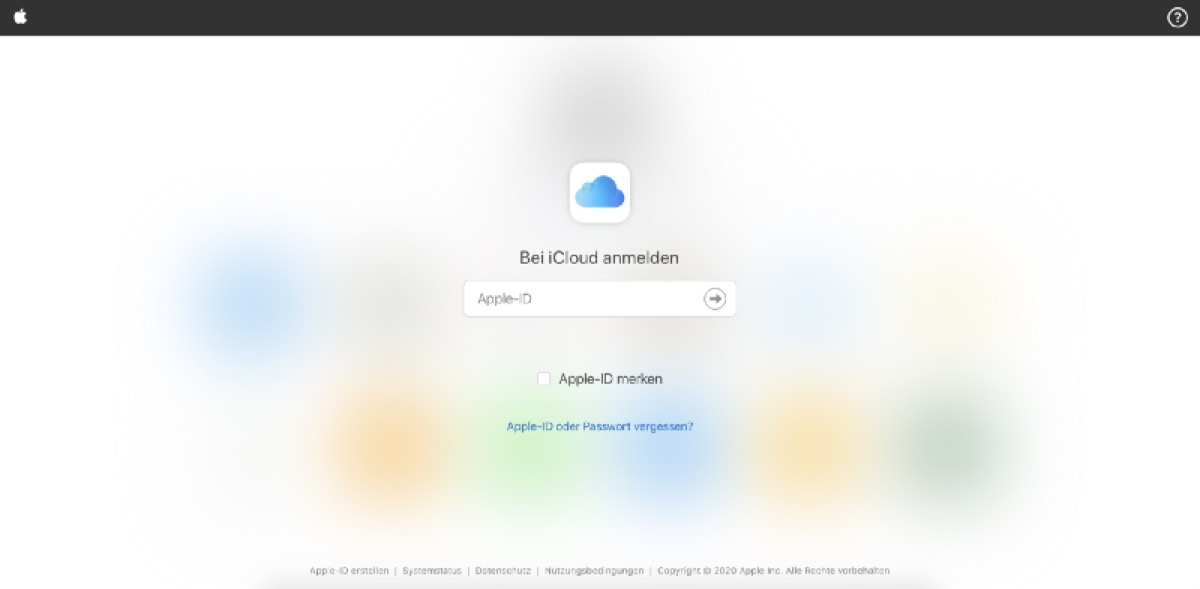 ?
Bei iCloud anmelden
Apple-ID
Apple-ID merken
Apple-ID oder Passwort vergessen?
Apple-ID erstellen | Systemstatus | Datenschutz | Nutzungsbedingungen | Copyright © 2020 Apple Inc. Alle Rechte vorbehalten